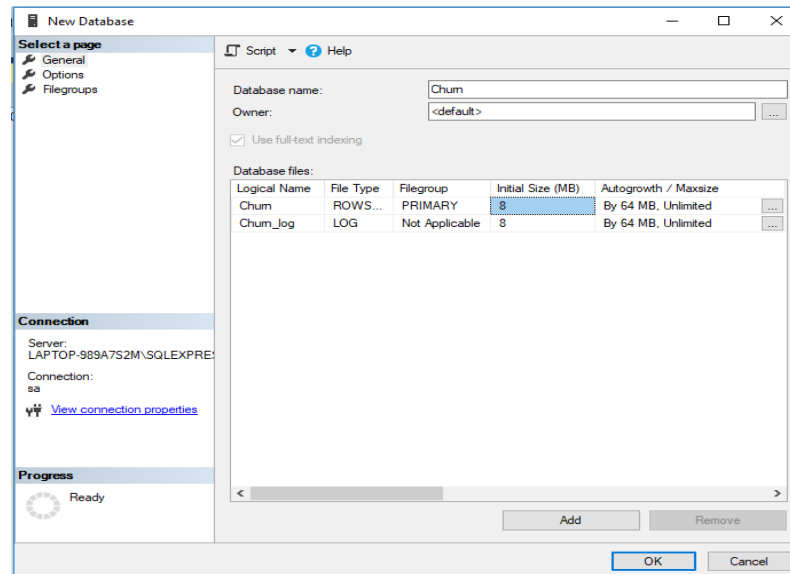 New Database
Select a page
General
Options
Filegroups
Script Help
Database name: Churn
Owner: <default> ...
Use full-text indexing
Database files:
Logical Name File Type Filegroup Initial Size (MB) Autogrowth / Maxsize
Churn ROWS... PRIMARY 8 By 64 MB, Unlimited ...
Churn_log LOG Not Applicable 8 By 64 MB, Unlimited ...
Connection
Server:
LAPTOP-989A7S2M\SQLEXPRES
Connection:
sa
View connection properties
Progress
Ready
Add Remove
OK Cancel